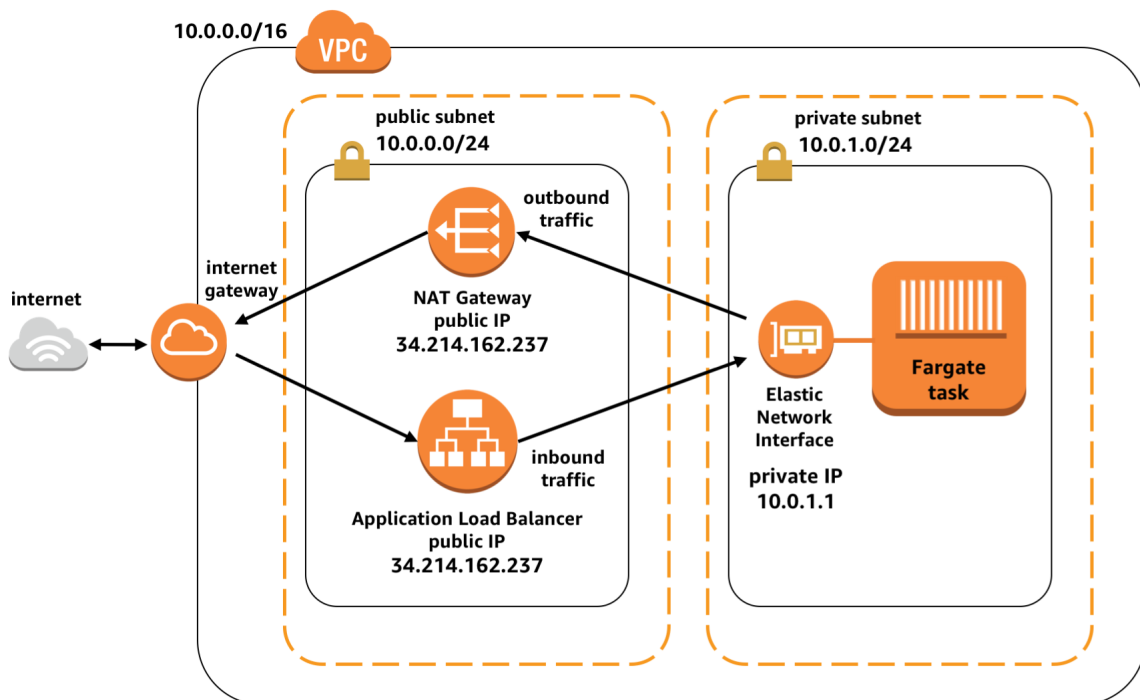 10.0.0.0/16
VPC
public subnet
10.0.0.0/24
private subnet
10.0.1.0/24
outbound
traffic
internet
gateway
internet
NAT Gateway
public IP
34.214.162.237
Fargate
task
Elastic
Network
Interface
inbound
traffic
private IP
10.0.1.1
Application Load Balancer
public IP
34.214.162.237